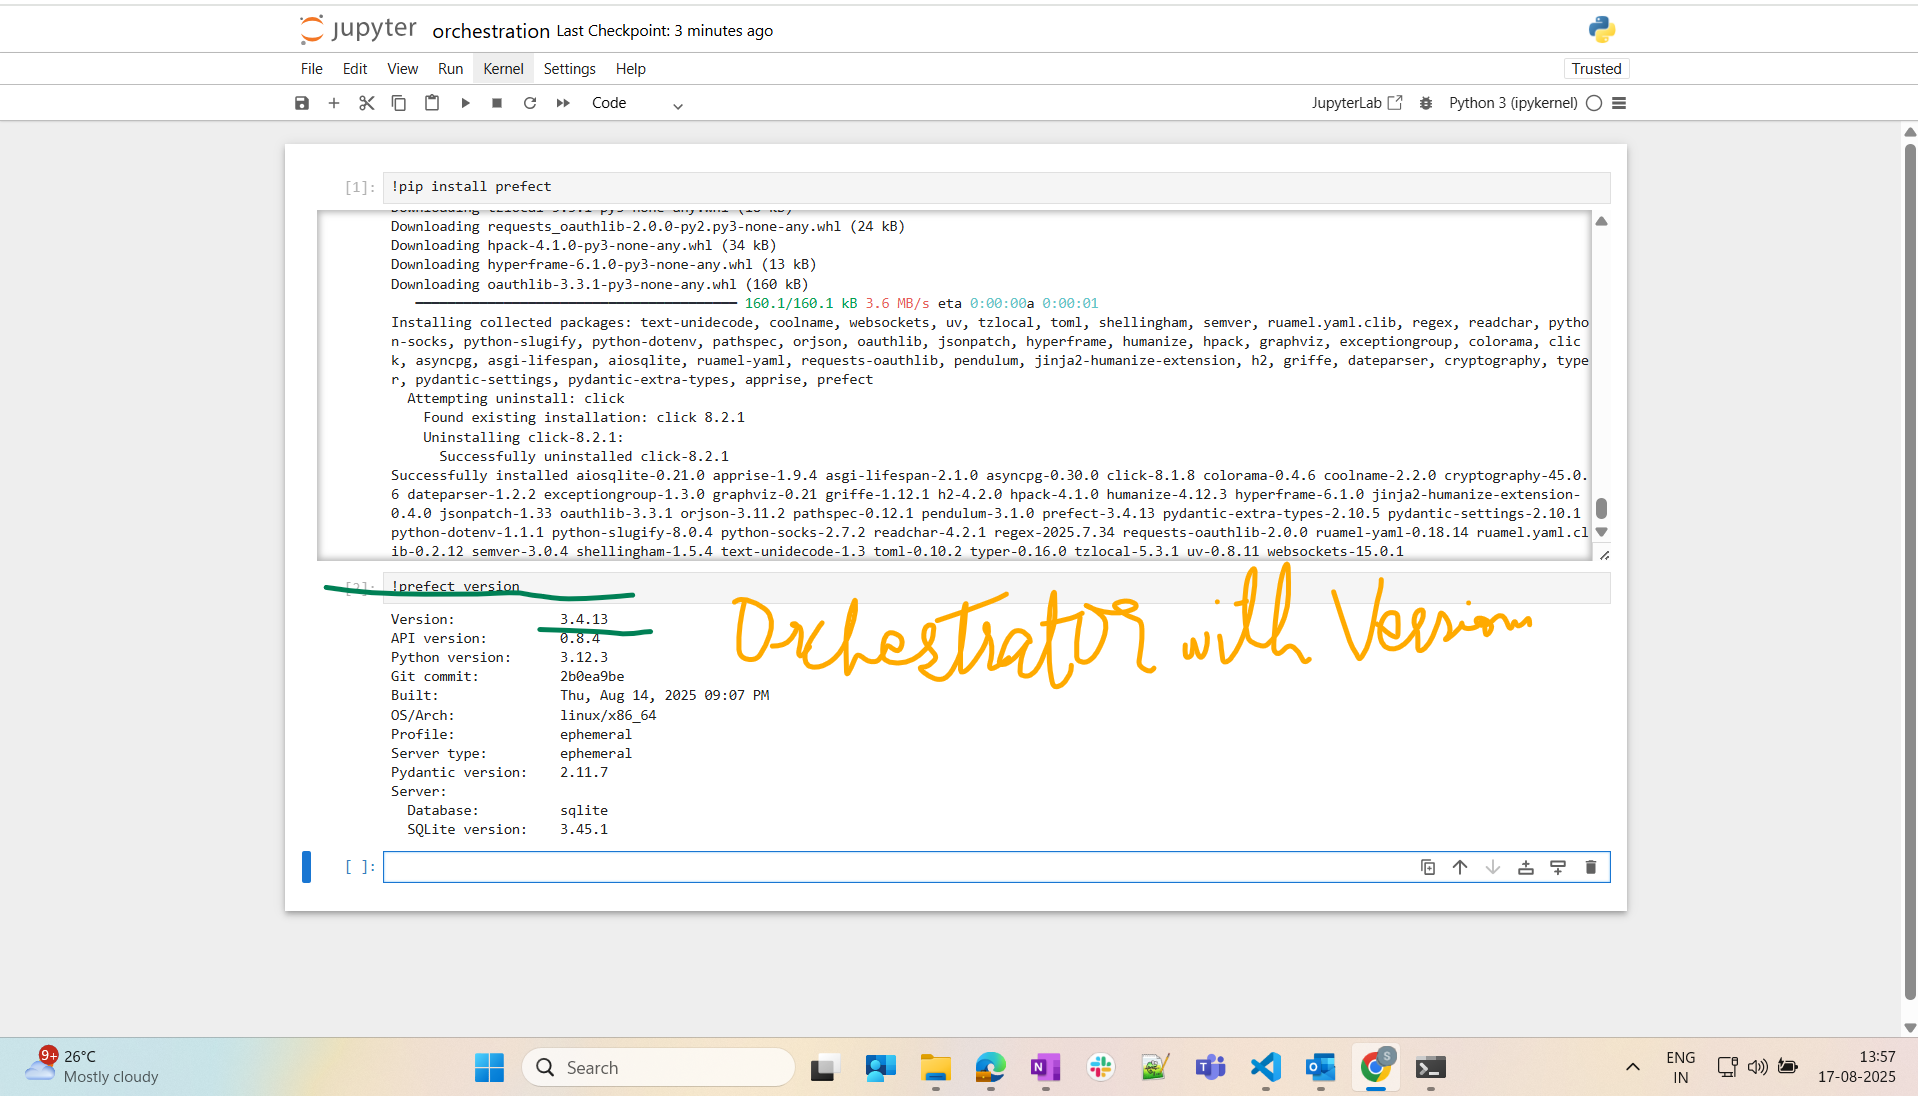 jupyter orchestration Last Checkpoint: 3 minutes ago
File Edit View Run Kernel Settings Help Trusted
Code JupyterLab Python 3 (ipykernel)
[1]: !pip install prefect
Downloading requests_oauthlib-2.0.0-py2.py3-none-any.whl (24 kB)
Downloading hpack-4.1.0-py3-none-any.whl (34 kB)
Downloading hyperframe-6.1.0-py3-none-any.whl (13 kB)
Downloading oauthlib-3.3.1-py3-none-any.whl (160 kB)
160.1/160.1 kB 3.6 MB/s eta 0:00:00a 0:00:01
Installing collected packages: text-unidecode, coolname, websockets, uv, tzlocal, toml, shellingham, semver, ruamel.yaml.clib, regex, readchar, pytho
n-socks, python-slugify, python-dotenv, pathspec, orjson, oauthlib, jsonpatch, hyperframe, humanize, hpack, graphviz, exceptiongroup, colorama, clic
k, asyncpg, asgi-lifespan, aiosqlite, ruamel-yaml, requests-oauthlib, pendulum, jinja2-humanize-extension, h2, griffe, dateparser, cryptography, type
r, pydantic-settings, pydantic-extra-types, apprise, prefect
Attempting uninstall: click
Found existing installation: click 8.2.1
Uninstalling click-8.2.1:
Successfully uninstalled click-8.2.1
Successfully installed aiosqlite-0.21.0 apprise-1.9.4 asgi-lifespan-2.1.0 asyncpg-0.30.0 click-8.1.8 colorama-0.4.6 coolname-2.2.0 cryptography-45.0.
6 dateparser-1.2.2 exceptiongroup-1.3.0 graphviz-0.21 griffe-1.12.1 h2-4.2.0 hpack-4.1.0 humanize-4.12.3 hyperframe-6.1.0 jinja2-humanize-extension-
0.4.0 jsonpatch-1.33 oauthlib-3.3.1 orjson-3.11.2 pathspec-0.12.1 pendulum-3.1.0 prefect-3.4.13 pydantic-extra-types-2.10.5 pydantic-settings-2.10.1
python-dotenv-1.1.1 python-slugify-8.0.4 python-socks-2.7.2 readchar-4.2.1 regex-2025.7.34 requests-oauthlib-2.0.0 ruamel-yaml-0.18.14 ruamel.yaml.cl
ib-0.2.12 semver-3.0.4 shellingham-1.5.4 text-unidecode-1.3 toml-0.10.2 typer-0.16.0 tzlocal-5.3.1 uv-0.8.11 websockets-15.0.1
!prefect version
Orchestrator with Version
Version: 3.4.13
API version: 0.8.4
Python version: 3.12.3
Git commit: 2b0ea9be
Built: Thu, Aug 14, 2025 09:07 PM
OS/Arch: linux/x86_64
Profile: ephemeral
Server type: ephemeral
Pydantic version: 2.11.7
Server:
Database: sqlite
SQLite version: 3.45.1
[ ]:
9+ 26°C
Mostly cloudy
Search
ENG
IN
13:57
17-08-2025